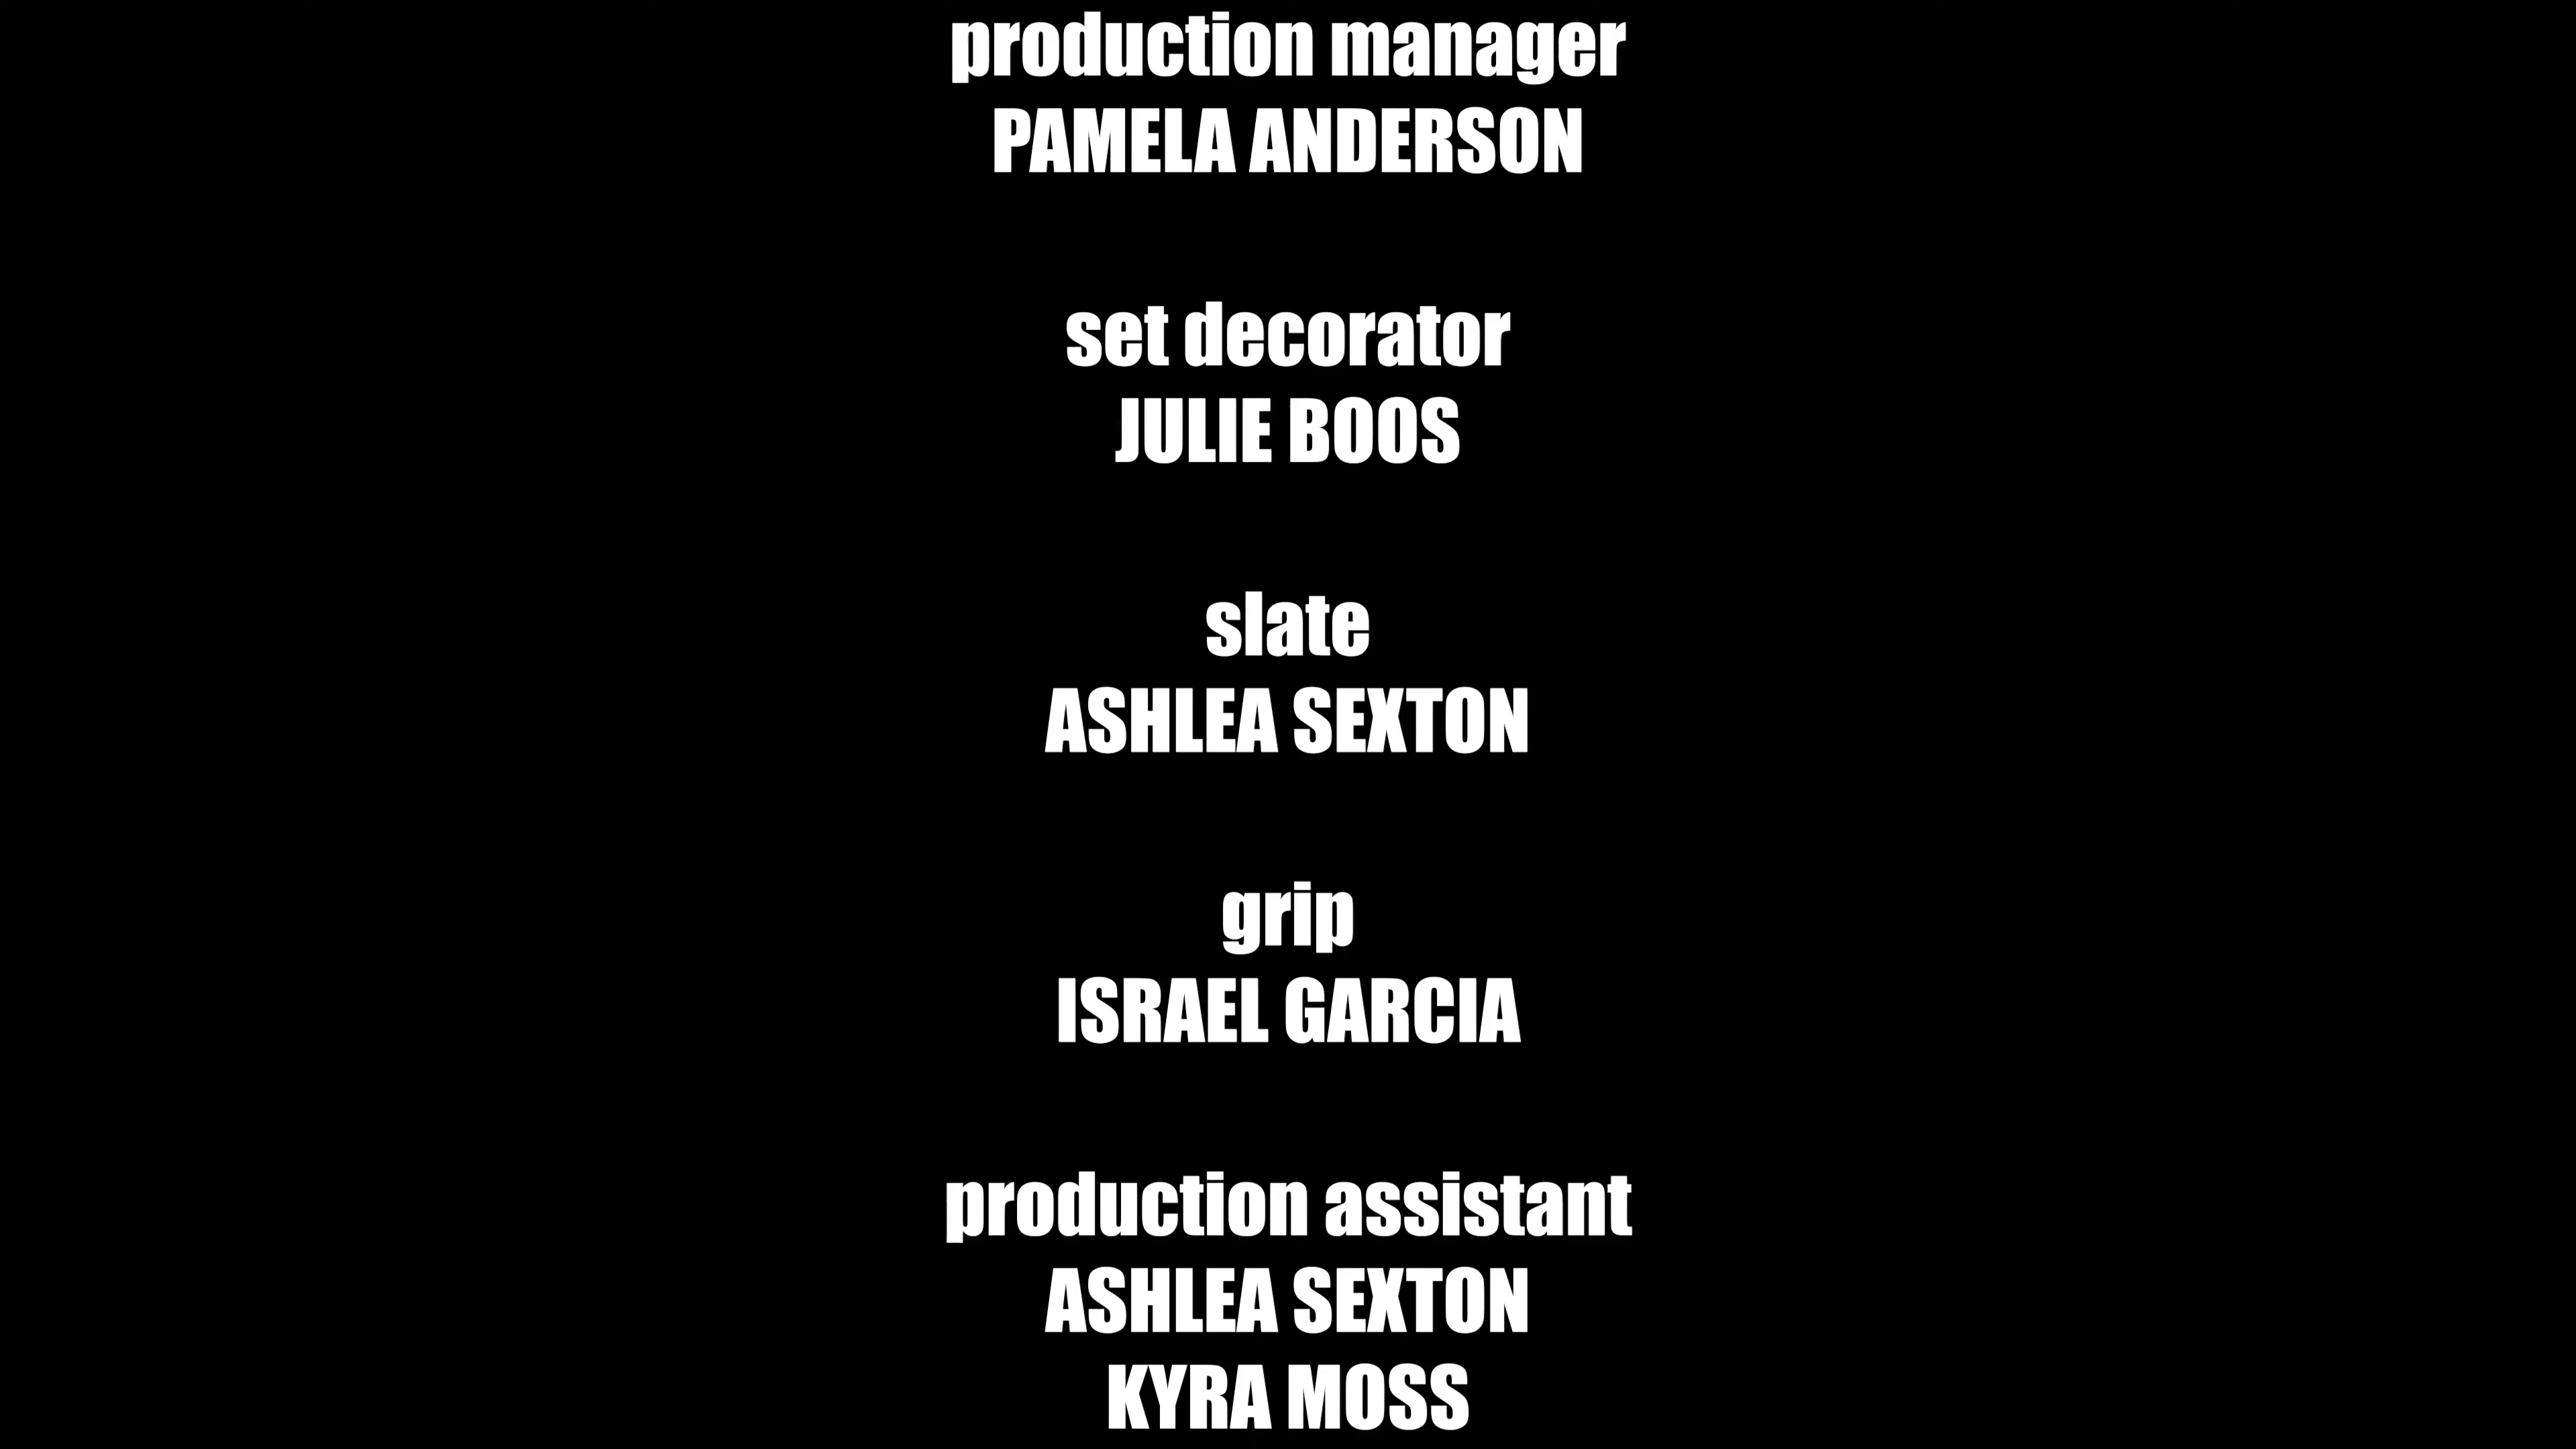 production manager
PAMELA ANDERSON
set decorator
JULIE BOOS
slate
ASHLEA SEXTON
grip
ISRAEL GARCIA
production assistant
ASHLEA SEXTON
KYRA MOSS